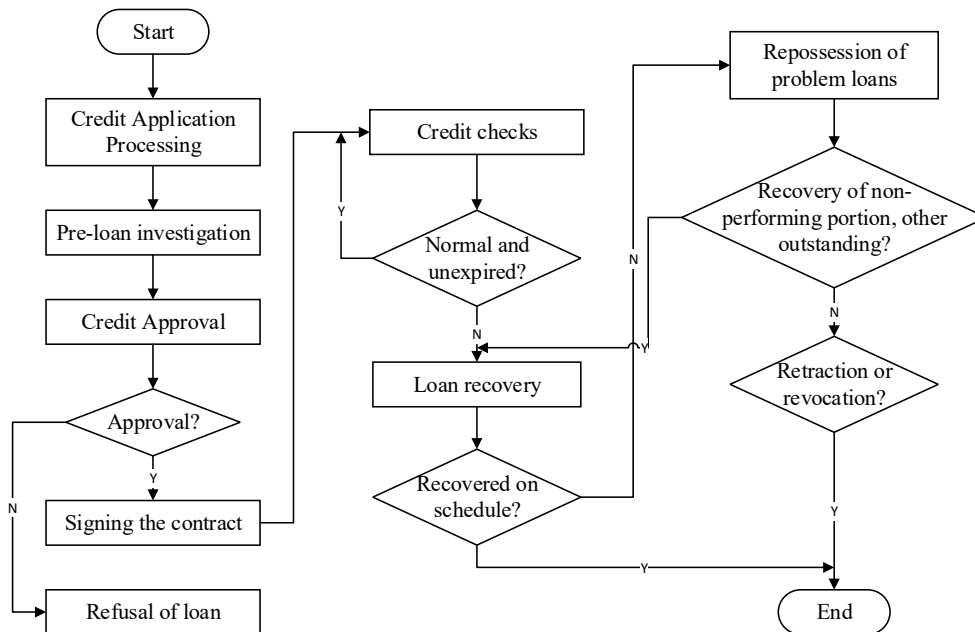 Start
Credit Application
Processing
Pre-loan investigation
Credit Approval
Approval?
N
Y
Signing the contract
Refusal of loan
Credit checks
Y
Normal and
unexpired?
N
Loan recovery
Recovered on
schedule?
Y
N
Y
Repossession of
problem loans
Recovery of non-
performing portion, other
outstanding?
N
Retraction or
revocation?
Y
End